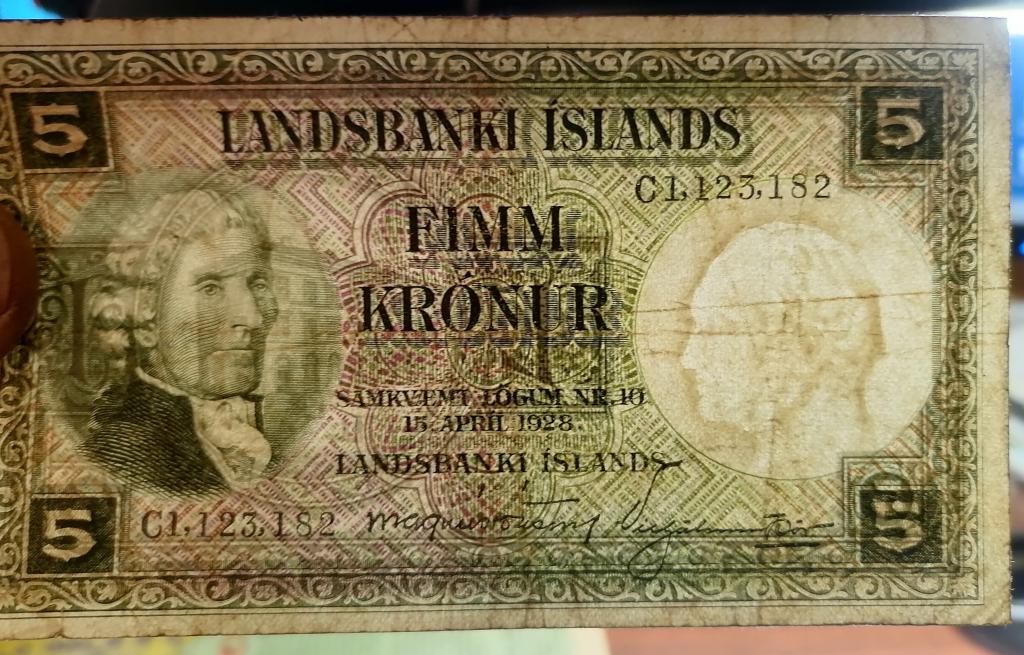 5 LANDSBANKI ÍSLANDS 5
C1,123,182
FIMM
KRÓNUR
SAMKVÆMT LÖGUM NR. 10
15. APRÍL 1928.
LANDSBANKI ÍSLANDS
5 C1,123,182 5